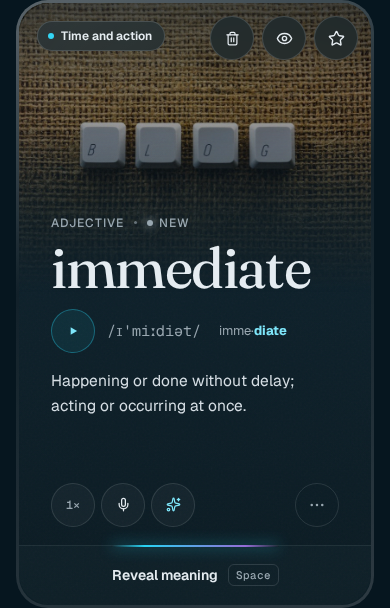 Time and action
B L O G
ADJECTIVE • NEW
immediate
/ɪˈmiːdiət/ imme·diate
Happening or done without delay;
acting or occurring at once.
1×
Reveal meaning Space